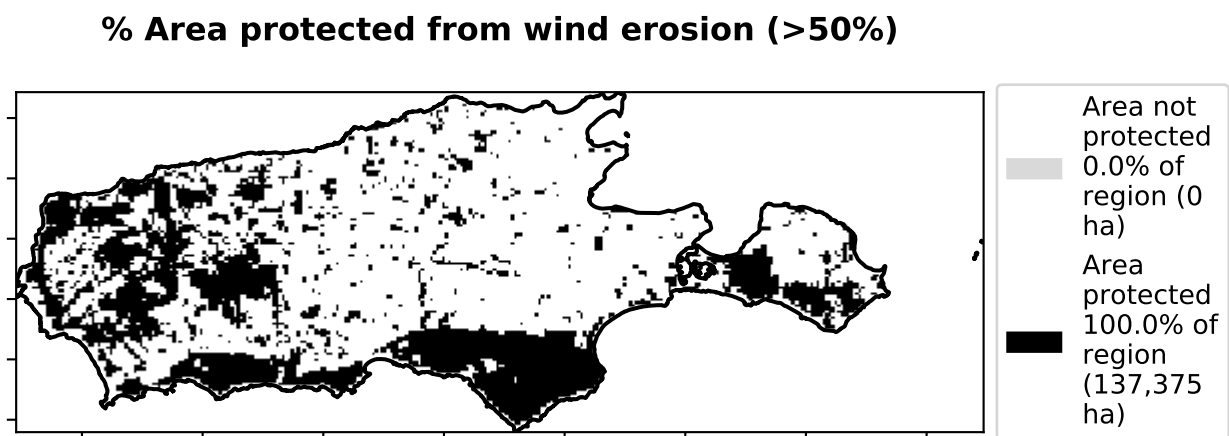 % Area protected from wind erosion (>50%)
Area not
protected
0.0% of
region (0
ha)
Area
protected
100.0% of
region
(137,375
ha)